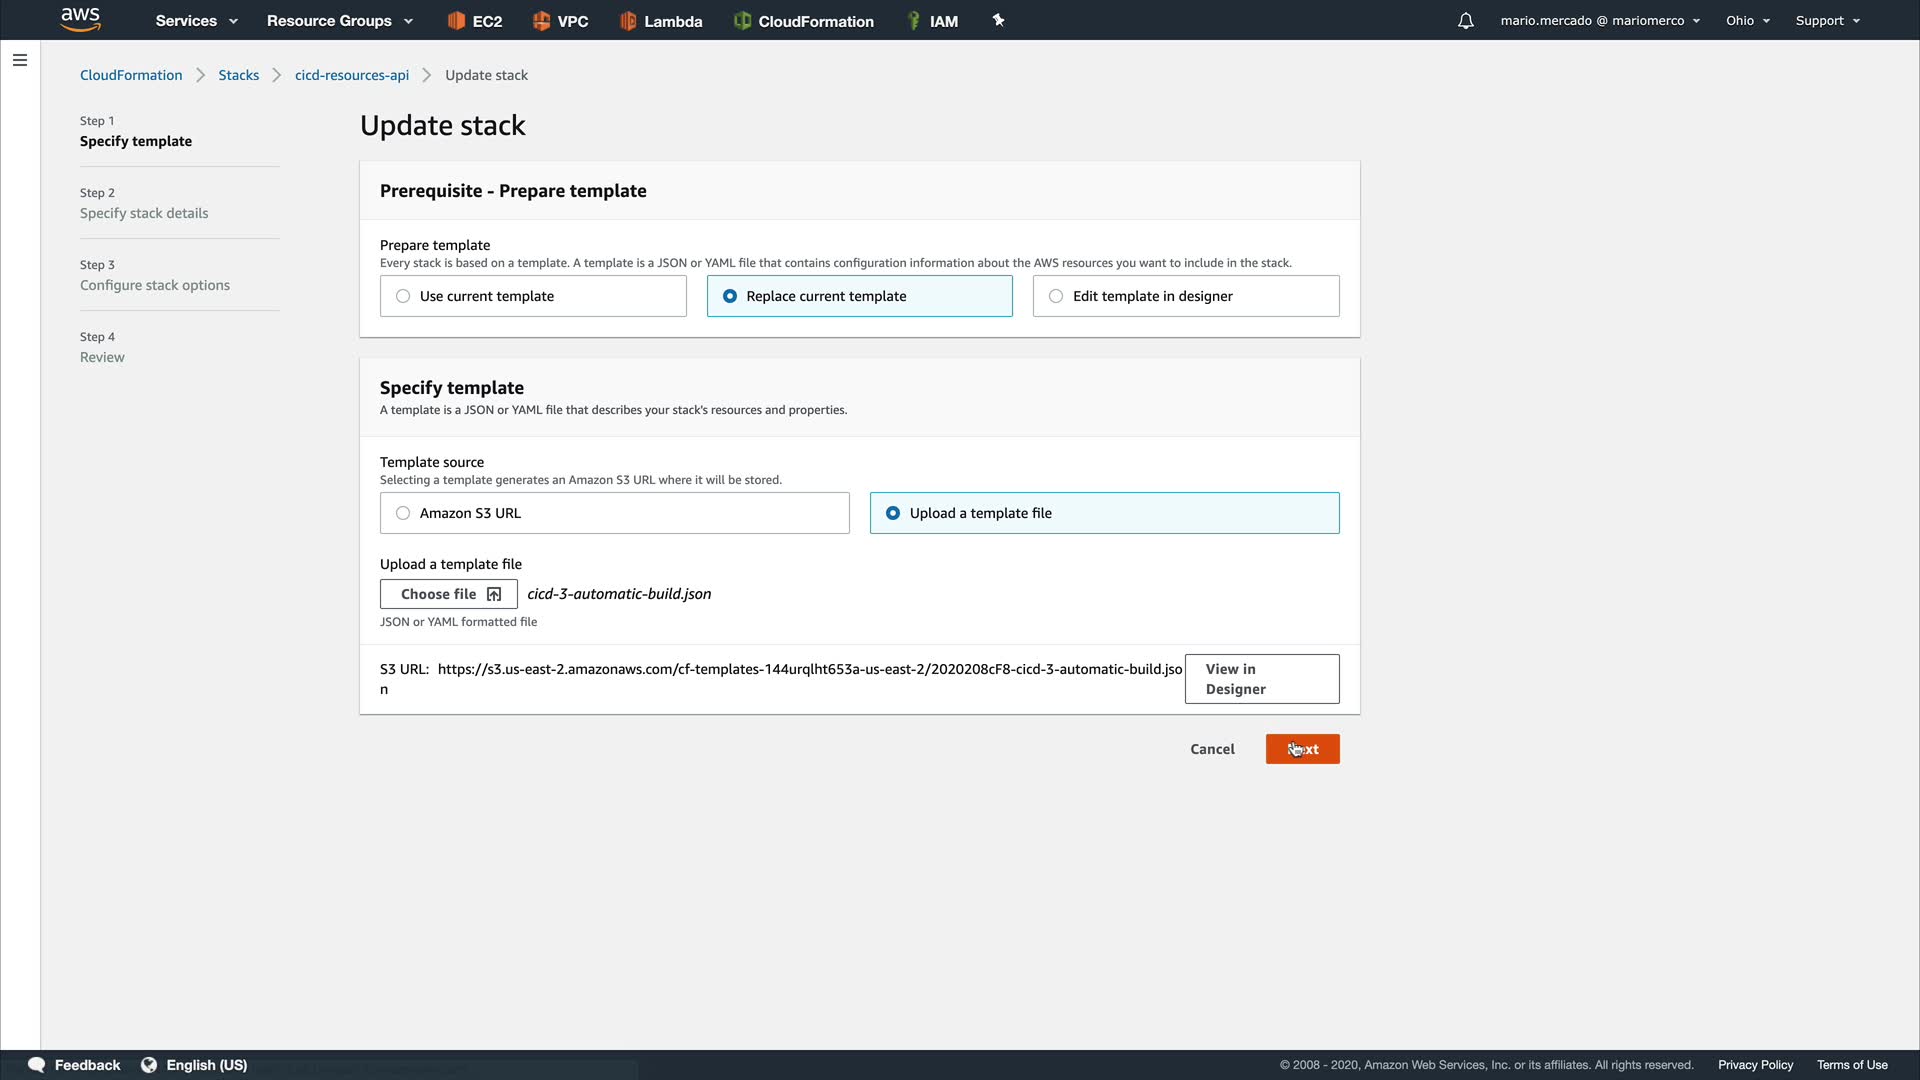 aws
Services
Resource Groups
EC2
VPC
Lambda
CloudFormation
IAM
mario.mercado @ mariomerco
Ohio
Support
CloudFormation
Stacks
cicd-resources-api
Update stack
Step 1
Specify template
Step 2
Specify stack details
Step 3
Configure stack options
Step 4
Review
Update stack
Prerequisite - Prepare template
Prepare template
Every stack is based on a template. A template is a JSON or YAML file that contains configuration information about the AWS resources you want to include in the stack.
Use current template
Replace current template
Edit template in designer
Specify template
A template is a JSON or YAML file that describes your stack's resources and properties.
Template source
Selecting a template generates an Amazon S3 URL where it will be stored.
Amazon S3 URL
Upload a template file
Upload a template file
Choose file
cicd-3-automatic-build.json
JSON or YAML formatted file
S3 URL: https://s3.us-east-2.amazonaws.com/cf-templates-144urqlht653a-us-east-2/2020208cF8-cicd-3-automatic-build.jso
n
View in
Designer
Cancel
Next
Feedback
English (US)
© 2008 - 2020, Amazon Web Services, Inc. or its affiliates. All rights reserved.
Privacy Policy
Terms of Use